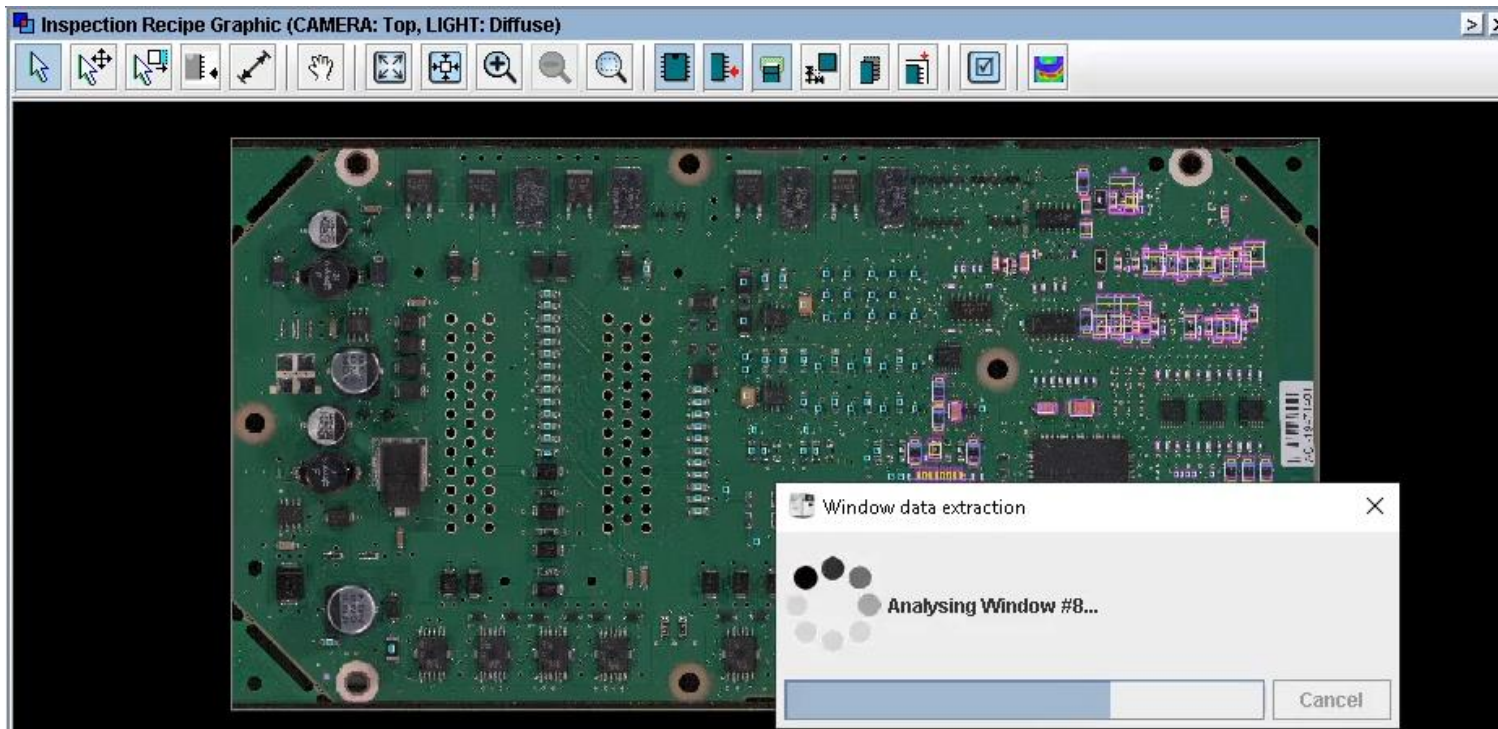 Inspection Recipe Graphic (CAMERA: Top, LIGHT: Diffuse)
Window data extraction
Analysing Window #8...
Cancel